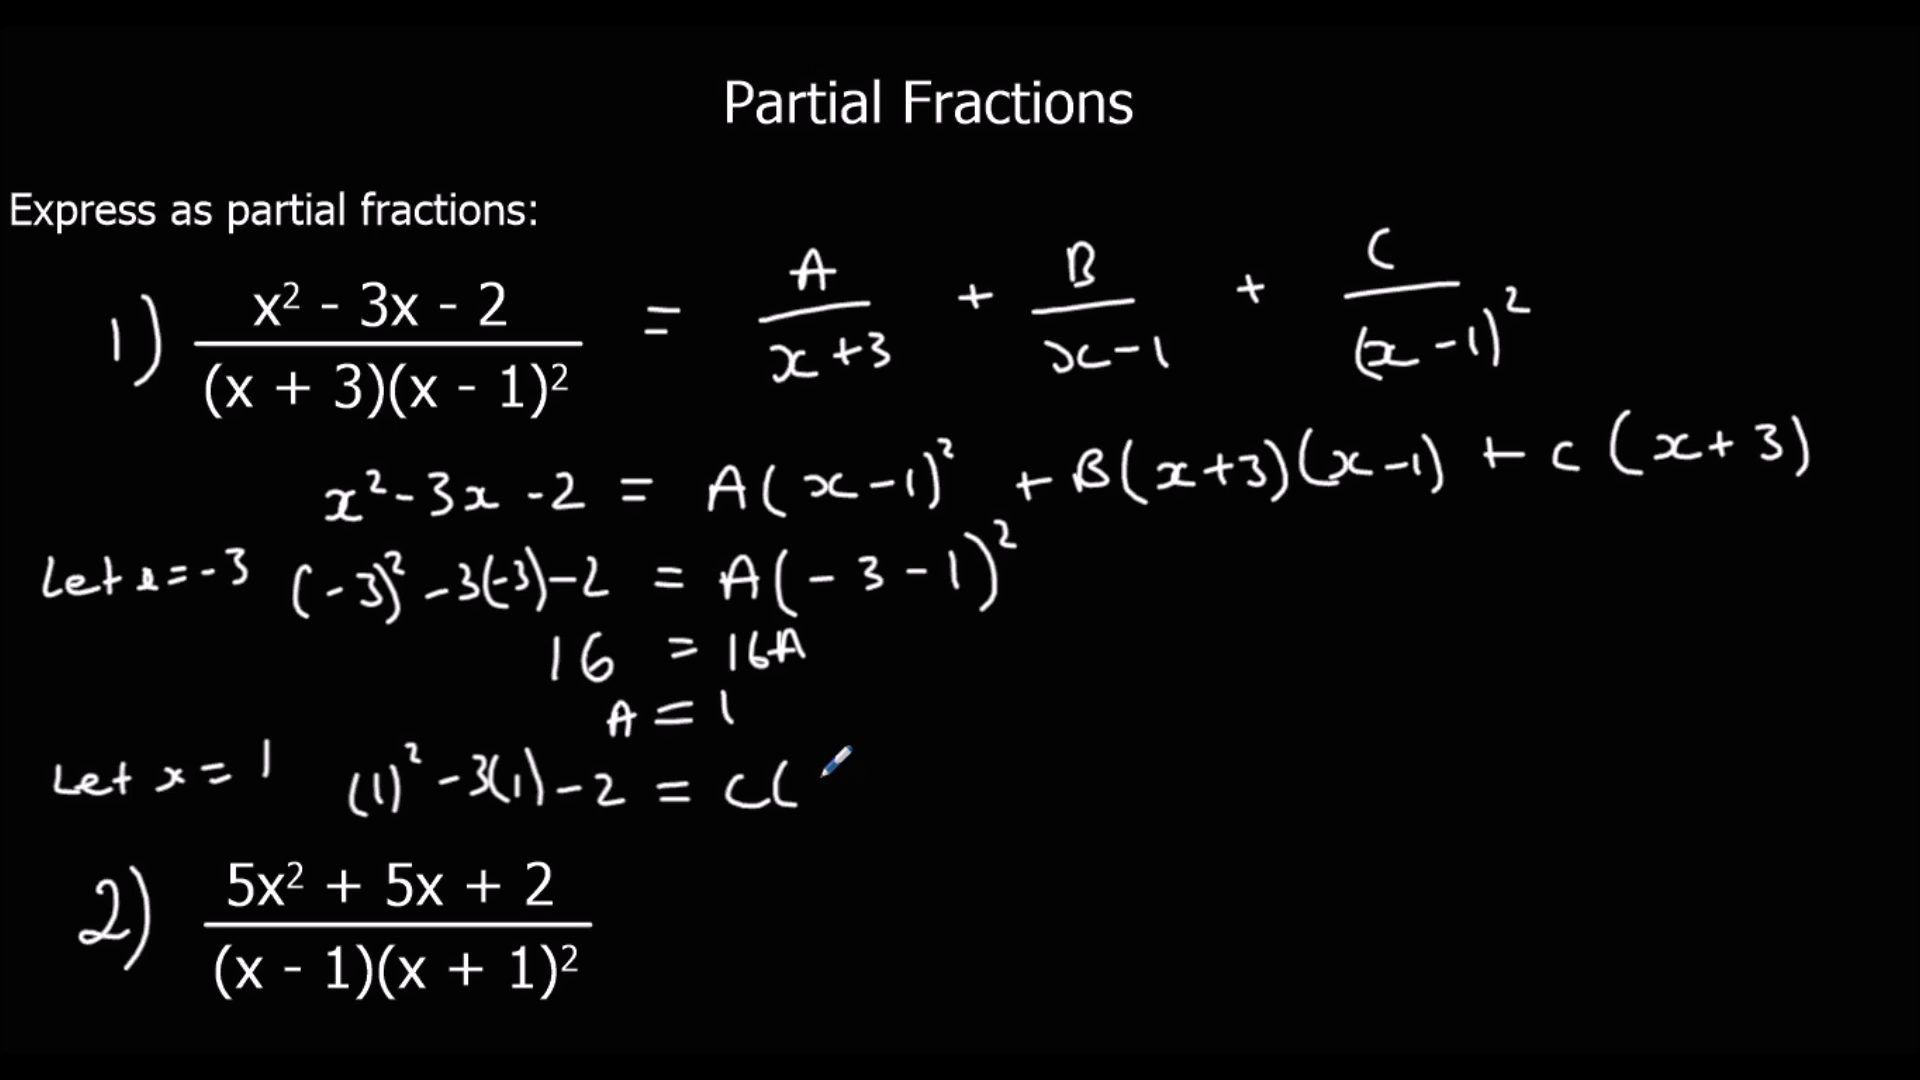 Partial Fractions
Express as partial fractions:
1) x² - 3x - 2 / (x + 3)(x - 1)² = A / x + 3 + B / x - 1 + C / (x - 1)²
x² - 3x - 2 = A(x - 1)² + B(x + 3)(x - 1) + C(x + 3)
Let x = -3 (-3)² - 3(-3) - 2 = A(-3 - 1)²
16 = 16A
A = 1
Let x = 1 (1)² - 3(1) - 2 = C(
2) 5x² + 5x + 2 / (x - 1)(x + 1)²